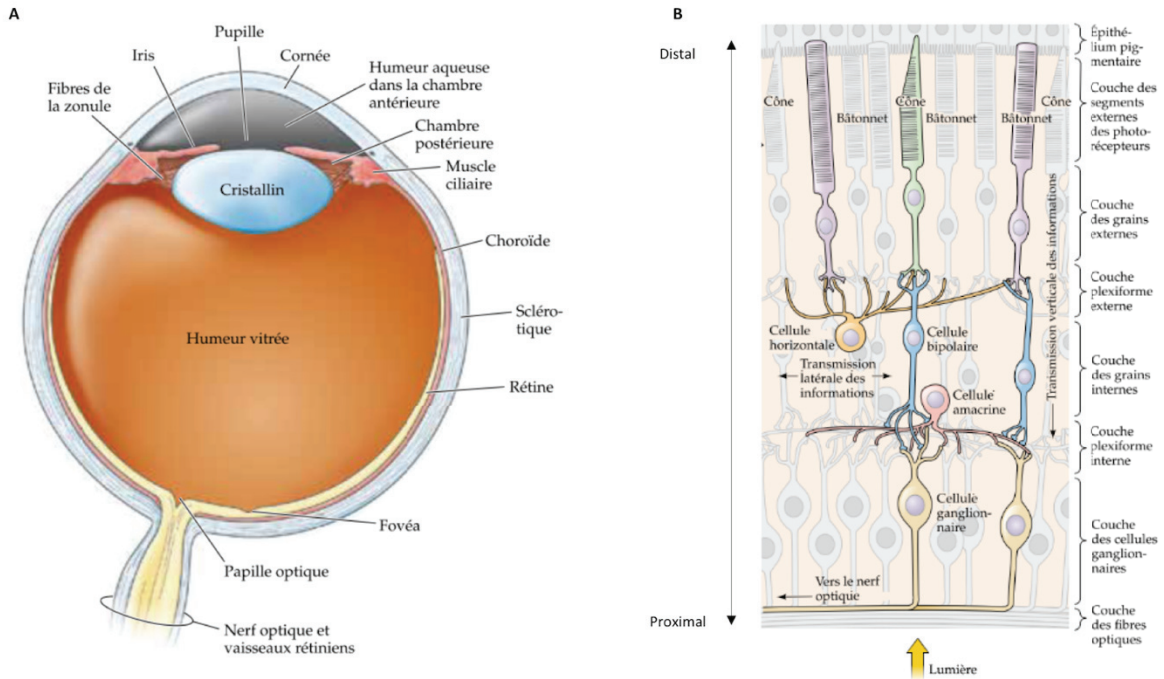 A
Pupille
Iris
Cornée
Fibres de
la zonule
Humeur aqueuse
dans la chambre
antérieure
Chambre
postérieure
Muscle
ciliaire
Cristallin
Choroïde
Scléro-
tique
Humeur vitrée
Rétine
Fovéa
Papille optique
Nerf optique et
vaisseaux rétiniens
B
Distal
Proximal
Cône
Bâtonnet
Cône
Bâtonnet
Bâtonnet
Cône
Cellule
horizontale
Cellule
bipolaire
Transmission
latérale des
informations
Cellule
amacrine
Transmission verticale des informations
Cellule
ganglion-
naire
Vers le nerf
optique
Lumière
Épithé-
lium pig-
mentaire
Couche des
segments
externes
des photo-
récepteurs
Couche
des grains
externes
Couche
plexiforme
externe
Couche
des grains
internes
Couche
plexiforme
interne
Couche
des cellules
ganglion-
naires
Couche
des fibres
optiques